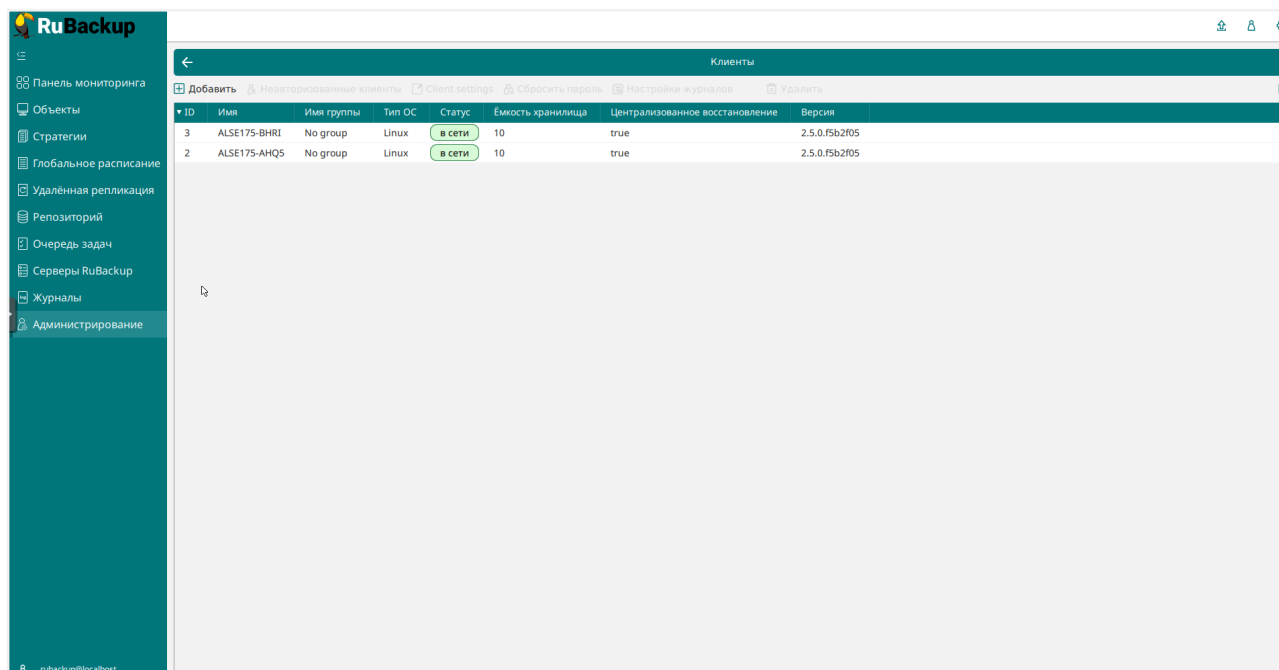 RuBackup
Клиенты
Панель мониторинга
Объекты
Стратегии
Глобальное расписание
Удалённая репликация
Репозиторий
Очередь задач
Серверы RuBackup
Журналы
Администрирование
rubackup@localhost
Добавить Неавторизованные клиенты Client settings Сбросить пароль Настройки журналов Удалить
ID Имя Имя группы Тип ОС Статус Ёмкость хранилища Централизованное восстановление Версия
3 ALSE175-BHRI No group Linux в сети 10 true 2.5.0.f5b2f05
2 ALSE175-AHQ5 No group Linux в сети 10 true 2.5.0.f5b2f05